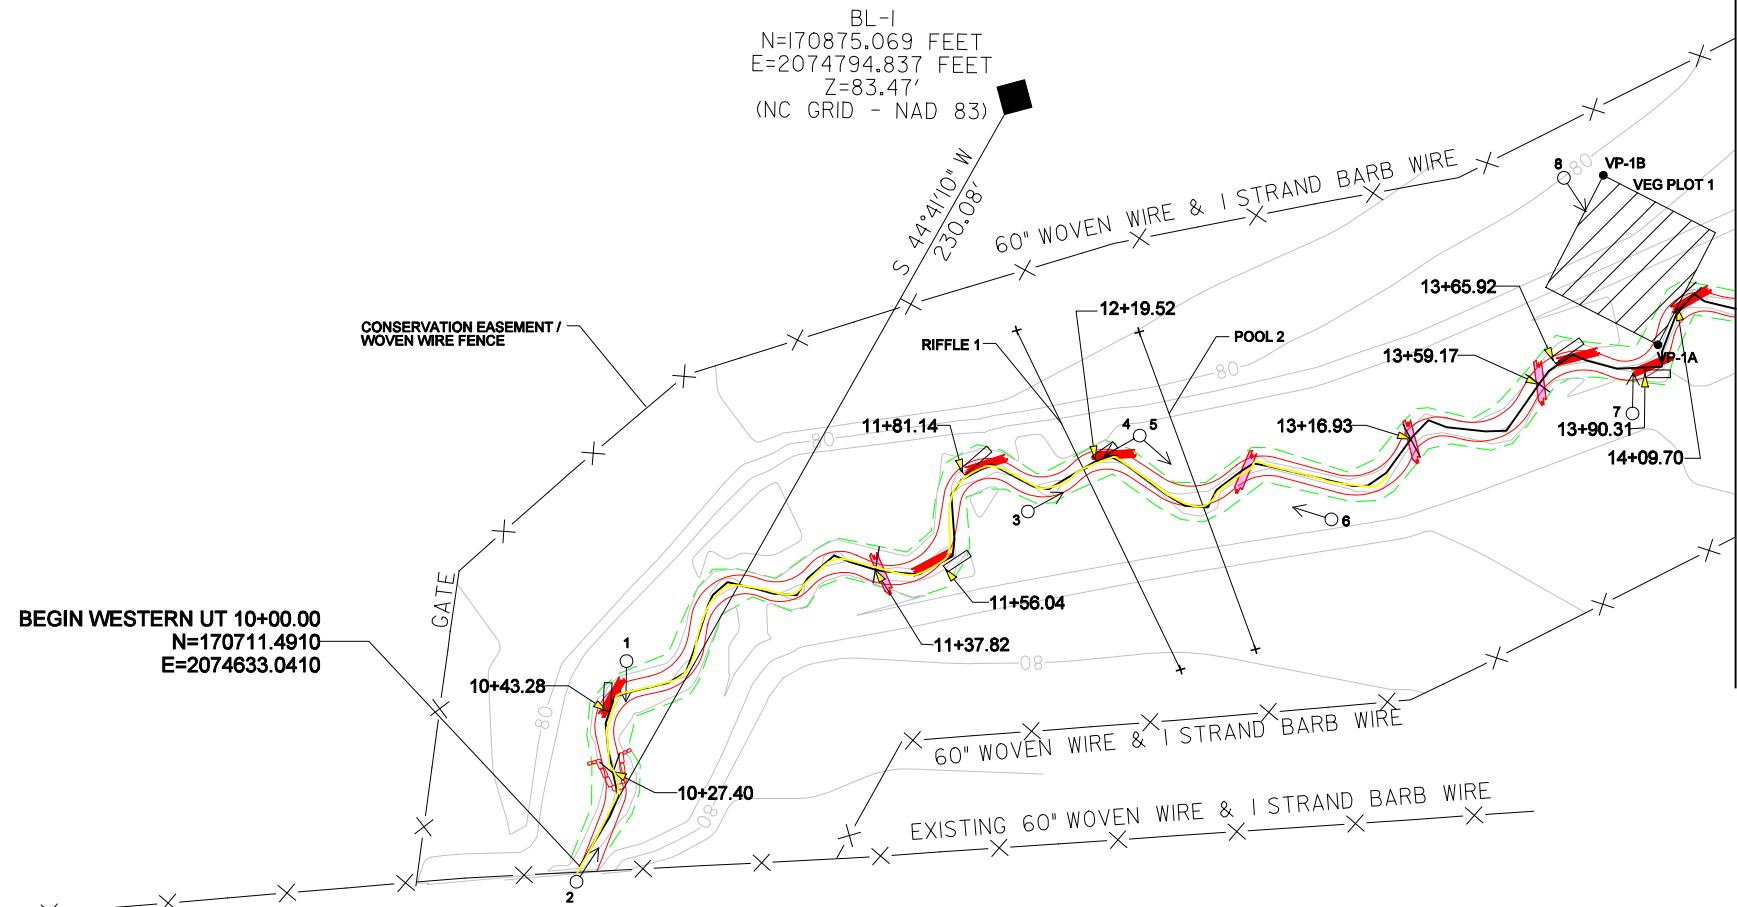 BL-1
N=170875.069 FEET
E=2074794.837 FEET
Z=83.47'
(NC GRID - NAD 83)
S 44°41'10" W
230.08'
60" WOVEN WIRE & 1 STRAND BARB WIRE
8
VP-1B
VEG PLOT 1
80
CONSERVATION EASEMENT /
WOVEN WIRE FENCE
13+65.92
12+19.52
RIFFLE 1
POOL 2
13+59.17
VP-1A
80
7
11+81.14
4
5
13+16.93
13+90.31
80
14+09.70
3
6
GATE
11+56.04
BEGIN WESTERN UT 10+00.00
N=170711.4910
E=2074633.0410
1
11+37.82
80
10+43.28
80
60" WOVEN WIRE & 1 STRAND BARB WIRE
10+27.40
80
EXISTING 60" WOVEN WIRE & 1 STRAND BARB WIRE
2